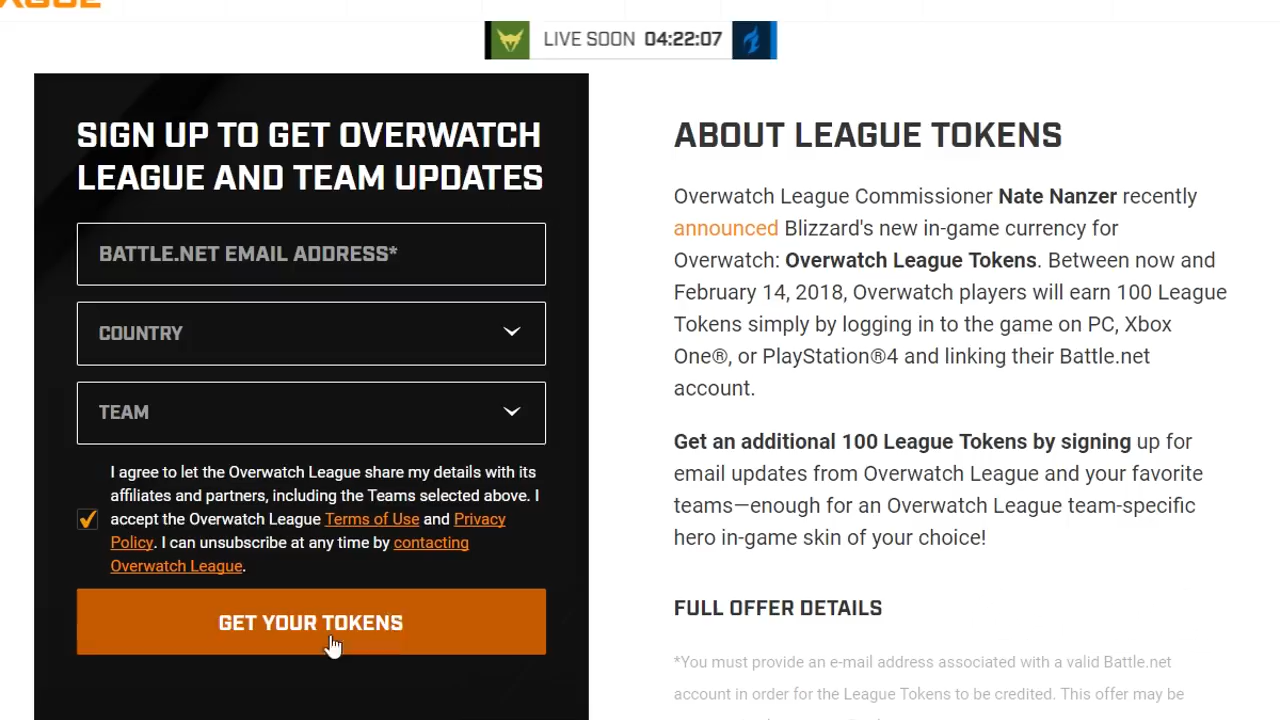 LIVE SOON 04:22:07
SIGN UP TO GET OVERWATCH
LEAGUE AND TEAM UPDATES
BATTLE.NET EMAIL ADDRESS*
COUNTRY
TEAM
I agree to let the Overwatch League share my details with its
affiliates and partners, including the Teams selected above. I
accept the Overwatch League Terms of Use and Privacy
Policy. I can unsubscribe at any time by contacting
Overwatch League.
GET YOUR TOKENS
ABOUT LEAGUE TOKENS
Overwatch League Commissioner Nate Nanzer recently
announced Blizzard's new in-game currency for
Overwatch: Overwatch League Tokens. Between now and
February 14, 2018, Overwatch players will earn 100 League
Tokens simply by logging in to the game on PC, Xbox
One®, or PlayStation®4 and linking their Battle.net
account.
Get an additional 100 League Tokens by signing up for
email updates from Overwatch League and your favorite
teams—enough for an Overwatch League team-specific
hero in-game skin of your choice!
FULL OFFER DETAILS
*You must provide an e-mail address associated with a valid Battle.net
account in order for the League Tokens to be credited. This offer may be